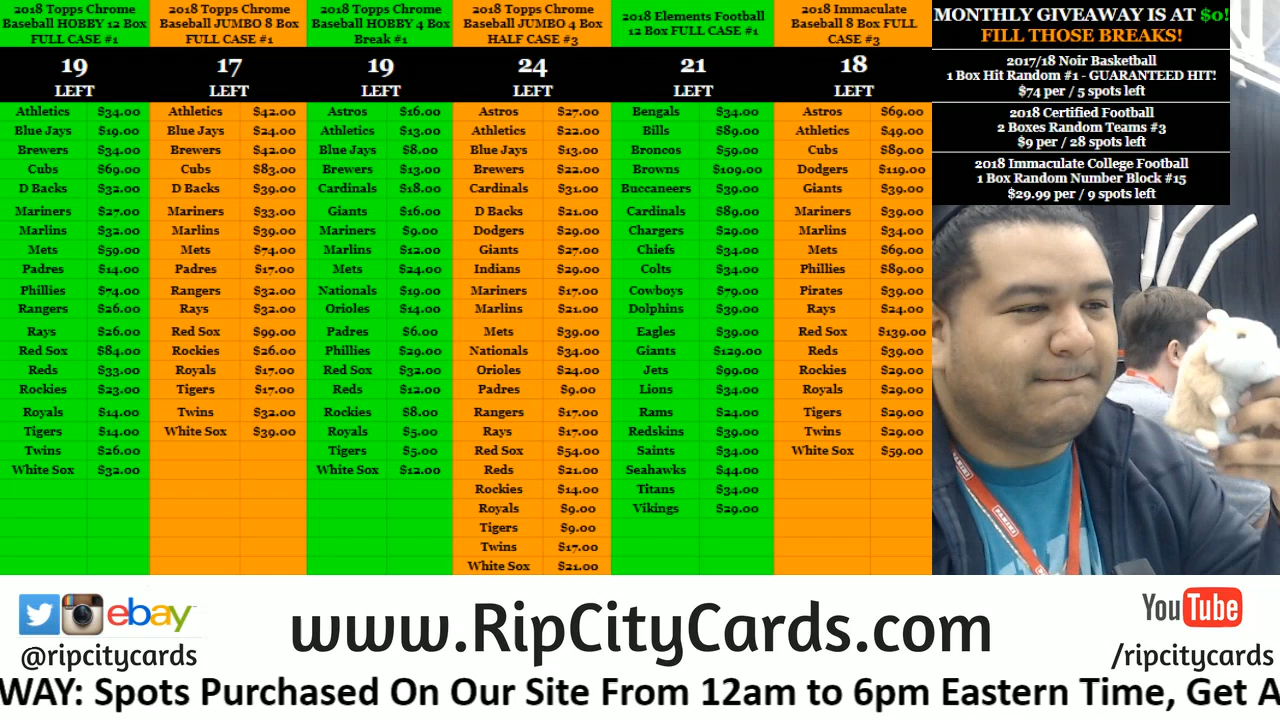 2018 Topps Chrome Baseball HOBBY 12 Box FULL CASE #1
19
LEFT
Athletics $34.00
Blue Jays $19.00
Brewers $34.00
Cubs $69.00
D Backs $32.00
Mariners $27.00
Marlins $32.00
Mets $59.00
Padres $14.00
Phillies $74.00
Rangers $26.00
Rays $26.00
Red Sox $84.00
Reds $33.00
Rockies $23.00
Royals $14.00
Tigers $14.00
Twins $26.00
White Sox $32.00
2018 Topps Chrome Baseball JUMBO 8 Box FULL CASE #1
17
LEFT
Athletics $42.00
Blue Jays $24.00
Brewers $42.00
Cubs $83.00
D Backs $39.00
Mariners $33.00
Marlins $39.00
Mets $74.00
Padres $17.00
Rangers $32.00
Rays $32.00
Red Sox $99.00
Rockies $26.00
Royals $17.00
Tigers $17.00
Twins $32.00
White Sox $39.00
2018 Topps Chrome Baseball HOBBY 4 Box Break #1
19
LEFT
Astros $16.00
Athletics $13.00
Blue Jays $8.00
Brewers $13.00
Cardinals $18.00
Giants $16.00
Mariners $9.00
Marlins $12.00
Mets $24.00
Nationals $19.00
Orioles $14.00
Padres $6.00
Phillies $29.00
Red Sox $32.00
Reds $12.00
Rockies $8.00
Royals $5.00
Tigers $5.00
White Sox $12.00
2018 Topps Chrome Baseball JUMBO 4 Box HALF CASE #3
24
LEFT
Astros $27.00
Athletics $22.00
Blue Jays $13.00
Brewers $22.00
Cardinals $31.00
D Backs $21.00
Dodgers $29.00
Giants $27.00
Indians $29.00
Mariners $17.00
Marlins $21.00
Mets $39.00
Nationals $34.00
Orioles $24.00
Padres $9.00
Rangers $17.00
Rays $17.00
Red Sox $54.00
Reds $21.00
Rockies $14.00
Royals $9.00
Tigers $9.00
Twins $17.00
White Sox $21.00
2018 Elements Football 12 Box FULL CASE #1
21
LEFT
Bengals $34.00
Bills $89.00
Broncos $59.00
Browns $109.00
Buccaneers $39.00
Cardinals $89.00
Chargers $29.00
Chiefs $34.00
Colts $34.00
Cowboys $79.00
Dolphins $39.00
Eagles $39.00
Giants $129.00
Jets $99.00
Lions $34.00
Rams $24.00
Redskins $39.00
Saints $34.00
Seahawks $44.00
Titans $34.00
Vikings $29.00
2018 Immaculate Baseball 8 Box FULL CASE #3
18
LEFT
Astros $69.00
Athletics $49.00
Cubs $89.00
Dodgers $119.00
Giants $39.00
Mariners $39.00
Marlins $34.00
Mets $69.00
Phillies $89.00
Pirates $39.00
Rays $24.00
Red Sox $139.00
Reds $39.00
Rockies $29.00
Royals $29.00
Tigers $29.00
Twins $29.00
White Sox $59.00
MONTHLY GIVEAWAY IS AT $0!
FILL THOSE BREAKS!
2017/18 Noir Basketball
1 Box Hit Random #1 - GUARANTEED HIT!
$74 per / 5 spots left
2018 Certified Football
2 Boxes Random Teams #3
$9 per / 28 spots left
2018 Immaculate College Football
1 Box Random Number Block #15
$29.99 per / 9 spots left
PANINI
ebay
@ripcitycards
www.RipCityCards.com
YouTube
/ripcitycards
WAY: Spots Purchased On Our Site From 12am to 6pm Eastern Time, Get A